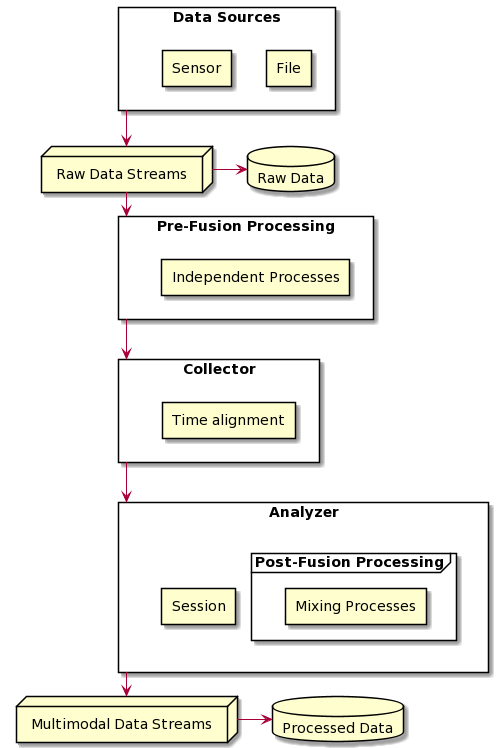 Data Sources
Sensor
File
Raw Data Streams
Raw Data
Pre-Fusion Processing
Independent Processes
Collector
Time alignment
Analyzer
Post-Fusion Processing
Session
Mixing Processes
Multimodal Data Streams
Processed Data